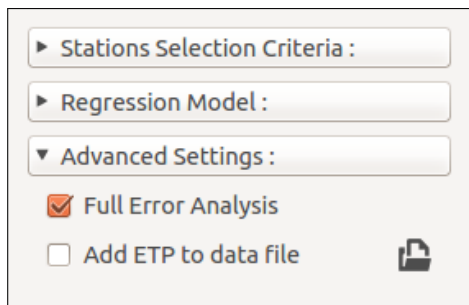 Stations Selection Criteria :
Regression Model :
Advanced Settings :
Full Error Analysis
Add ETP to data file